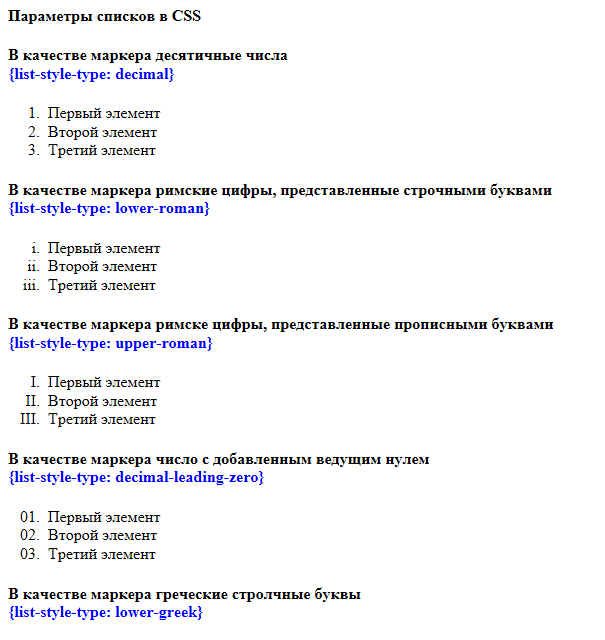 Параметры списков в CSS
В качестве маркера десятичные числа
{list-style-type: decimal}
1. Первый элемент
2. Второй элемент
3. Третий элемент
В качестве маркера римские цифры, представленные строчными буквами
{list-style-type: lower-roman}
i. Первый элемент
ii. Второй элемент
iii. Третий элемент
В качестве маркера римске цифры, представленные прописными буквами
{list-style-type: upper-roman}
I. Первый элемент
II. Второй элемент
III. Третий элемент
В качестве маркера число с добавленным ведущим нулем
{list-style-type: decimal-leading-zero}
01. Первый элемент
02. Второй элемент
03. Третий элемент
В качестве маркера греческие стролчные буквы
{list-style-type: lower-greek}